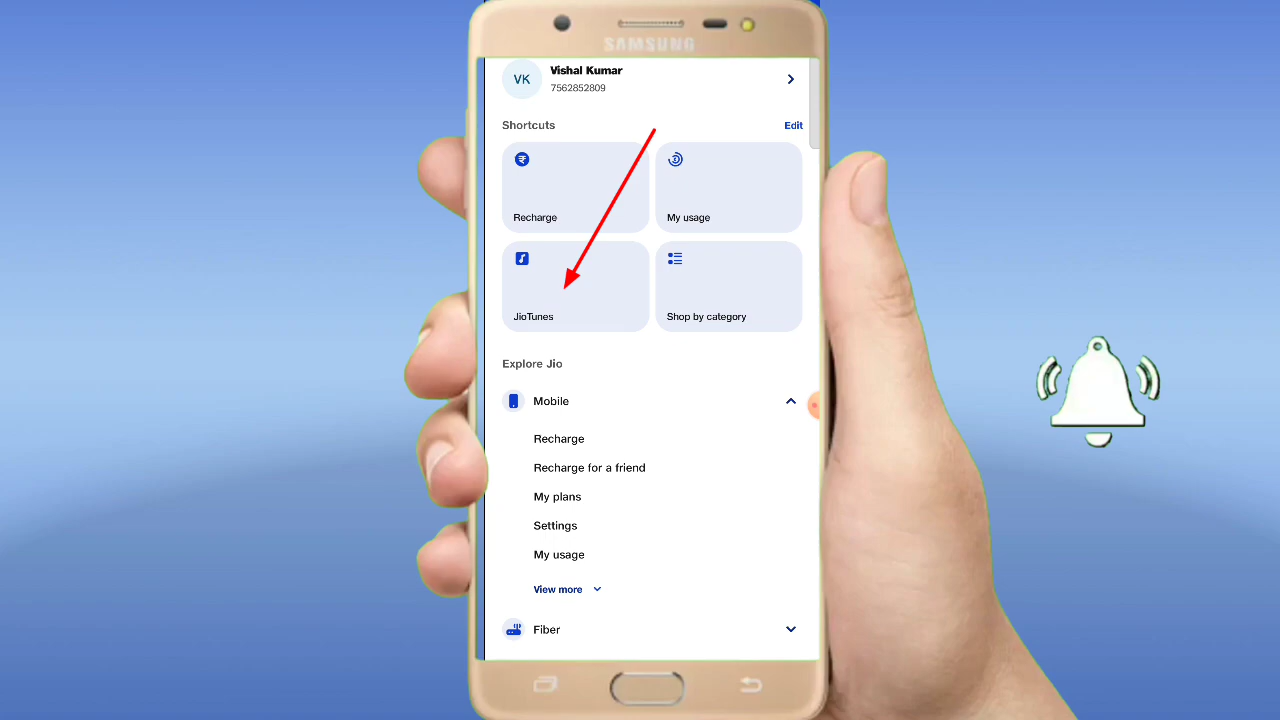 SAMSUNG
VK
Vishal Kumar
7562852809
Shortcuts
Edit
Recharge
My usage
JioTunes
Shop by category
Explore Jio
Mobile
Recharge
Recharge for a friend
My plans
Settings
My usage
View more
Fiber